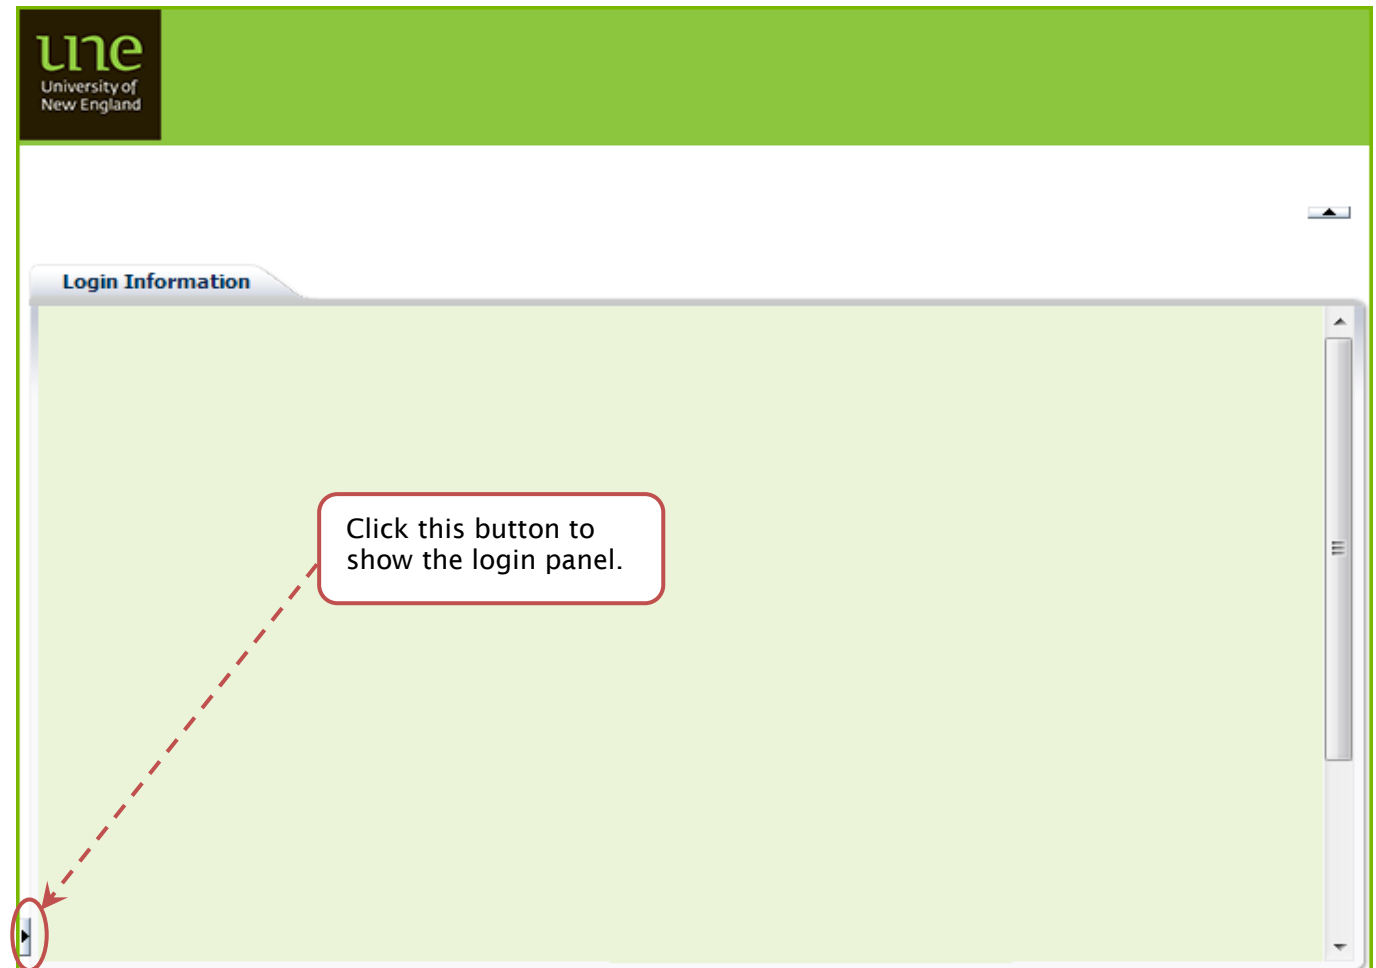 une
University of
New England
Login Information
Click this button to
show the login panel.